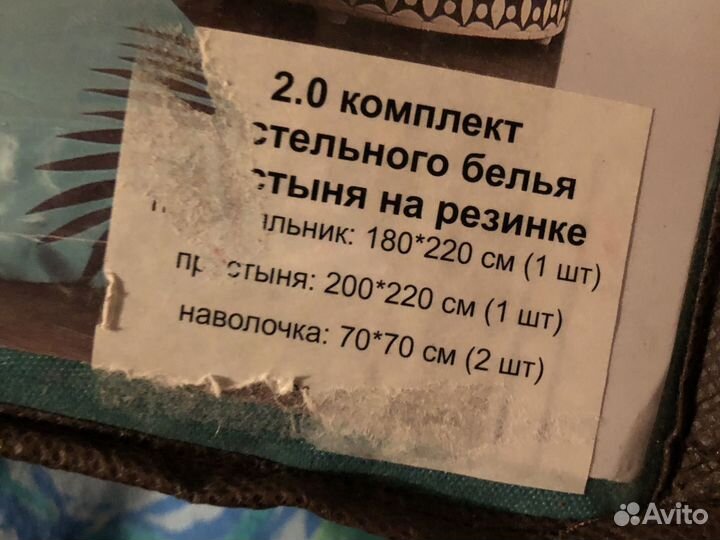 2.0 комплект
стельного белья
стыня на резинке
льник: 180*220 см (1 шт)
простыня: 200*220 см (1 шт)
наволочка: 70*70 см (2 шт)
Avito